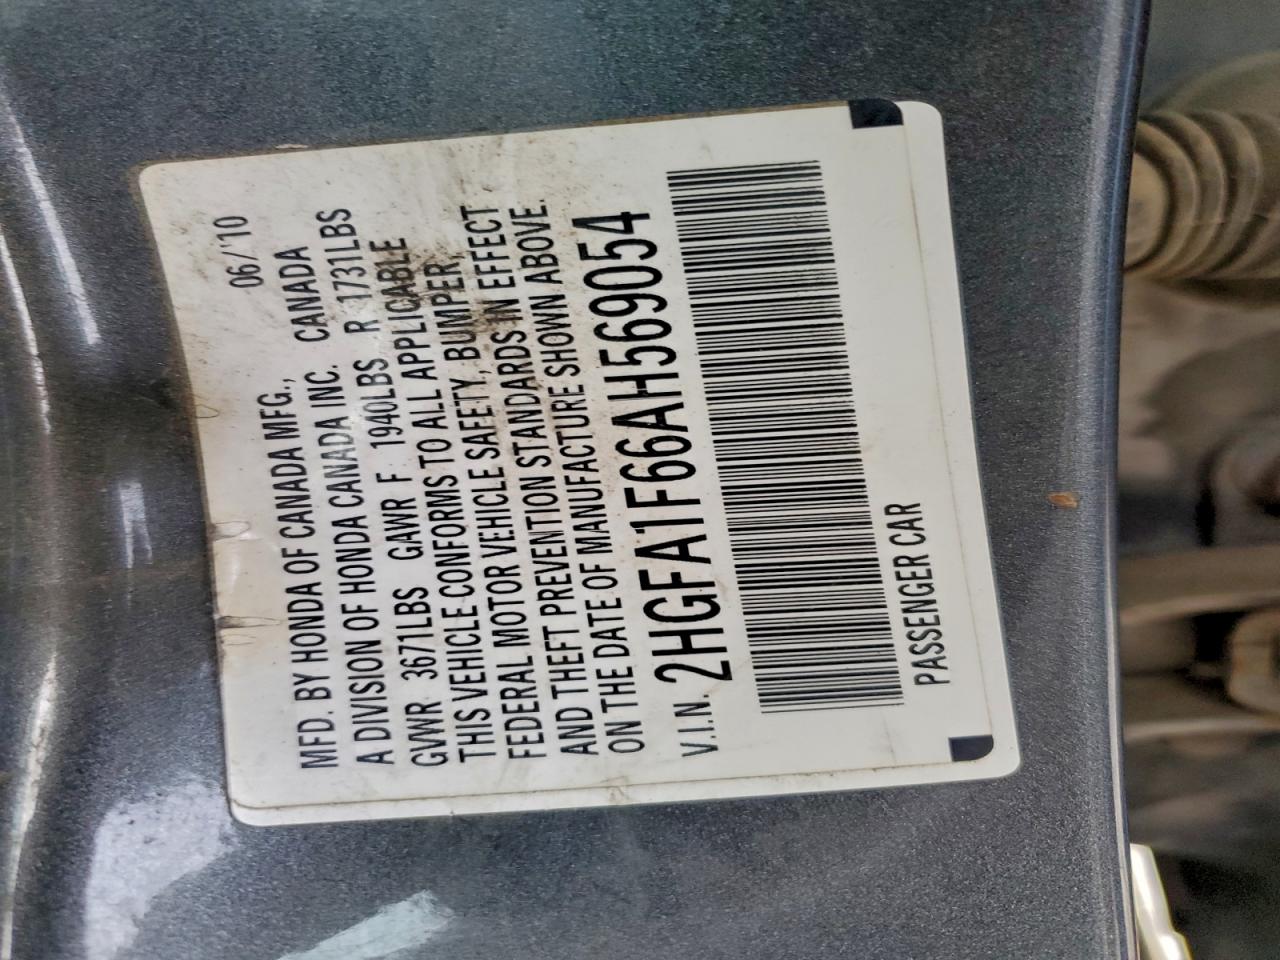 06/'10
MFD. BY HONDA OF CANADA MFG.,
A DIVISION OF HONDA CANADA INC. CANADA
GVWR 3671LBS GAWR F 1940LBS R 1731LBS
THIS VEHICLE CONFORMS TO ALL APPLICABLE
FEDERAL MOTOR VEHICLE SAFETY, BUMPER,
AND THEFT PREVENTION STANDARDS IN EFFECT
ON THE DATE OF MANUFACTURE SHOWN ABOVE.
V.I.N. 2HGFA1F66AH569054
PASSENGER CAR